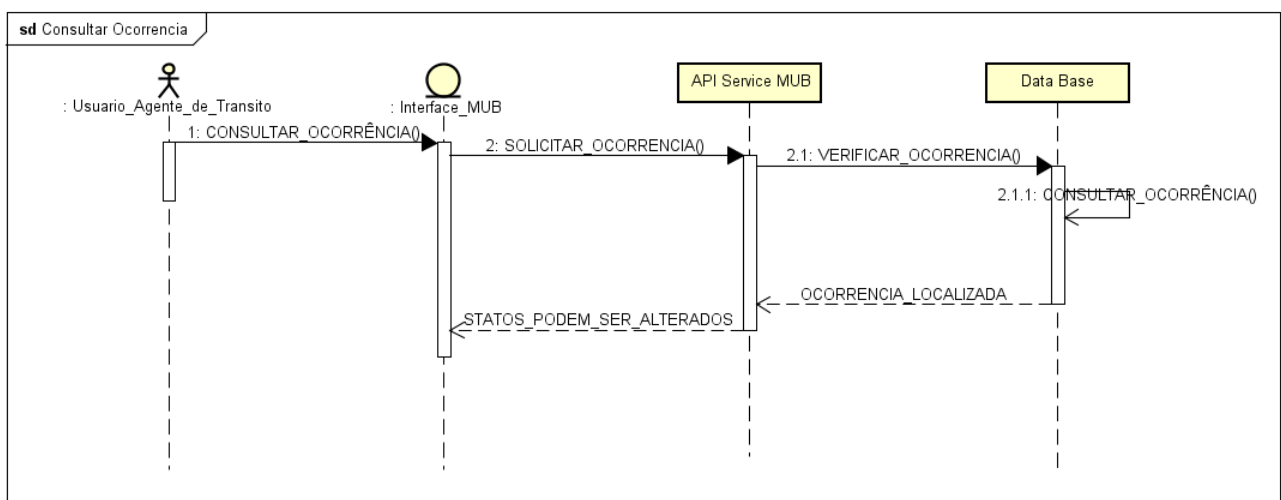 sd Consultar Ocorrencia
: Usuario_Agente_de_Transito
: Interface_MUB
API Service MUB
Data Base
1: CONSULTAR_OCORRÊNCIA()
2: SOLICITAR_OCORRENCIA()
2.1: VERIFICAR_OCORRENCIA()
2.1.1: CONSULTAR_OCORRÊNCIA()
OCORRENCIA_LOCALIZADA
STATOS_PODEM_SER_ALTERADOS